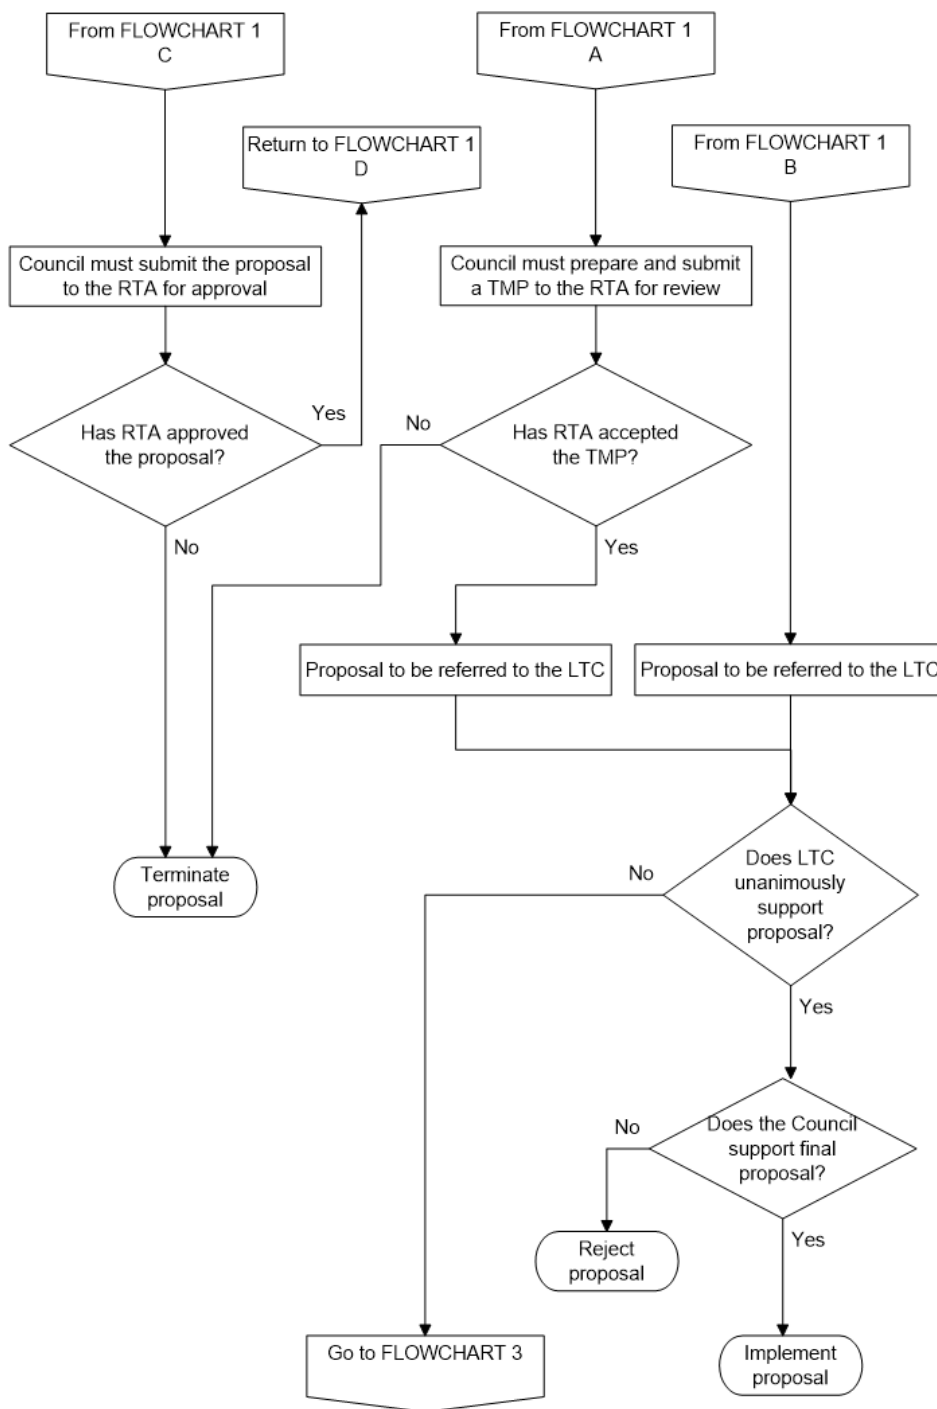 From FLOWCHART 1
C
From FLOWCHART 1
A
Return to FLOWCHART 1
D
From FLOWCHART 1
B
Council must submit the proposal
to the RTA for approval
Council must prepare and submit
a TMP to the RTA for review
Has RTA approved
the proposal?
Yes
No
No
Has RTA accepted
the TMP?
Yes
Proposal to be referred to the LTC
Proposal to be referred to the LTC
Terminate
proposal
No
Does LTC
unanimously
support
proposal?
Yes
No
Does the Council
support final
proposal?
Yes
Reject
proposal
Go to FLOWCHART 3
Implement
proposal